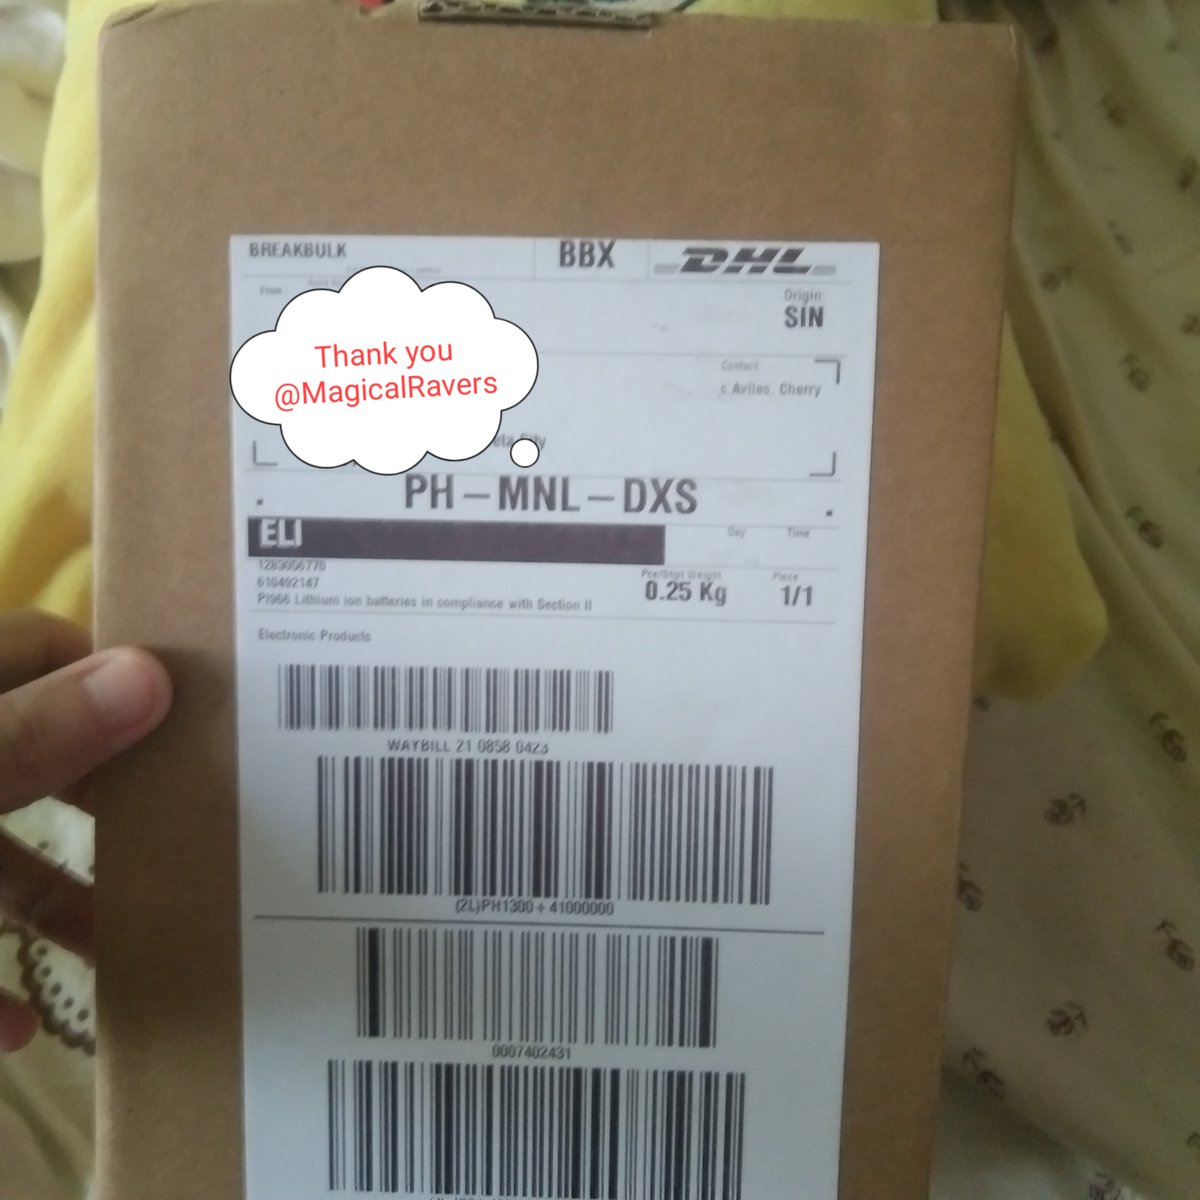 BREAKBULK
BBX
DHL
From
Origin:
SIN
Thank you
@MagicalRavers
Contact:
c Aviles, Cherry
City
PH-MNL-DXS
ELI
Day
Time
1283056770
610492147
Pce/Shpt Weight
0.25 Kg
Piece
1/1
PI966 Lithium ion batteries in compliance with Section II
Electronic Products
WAYBILL 21 0858 0423
(2L)PH1300+41000000
0007402431